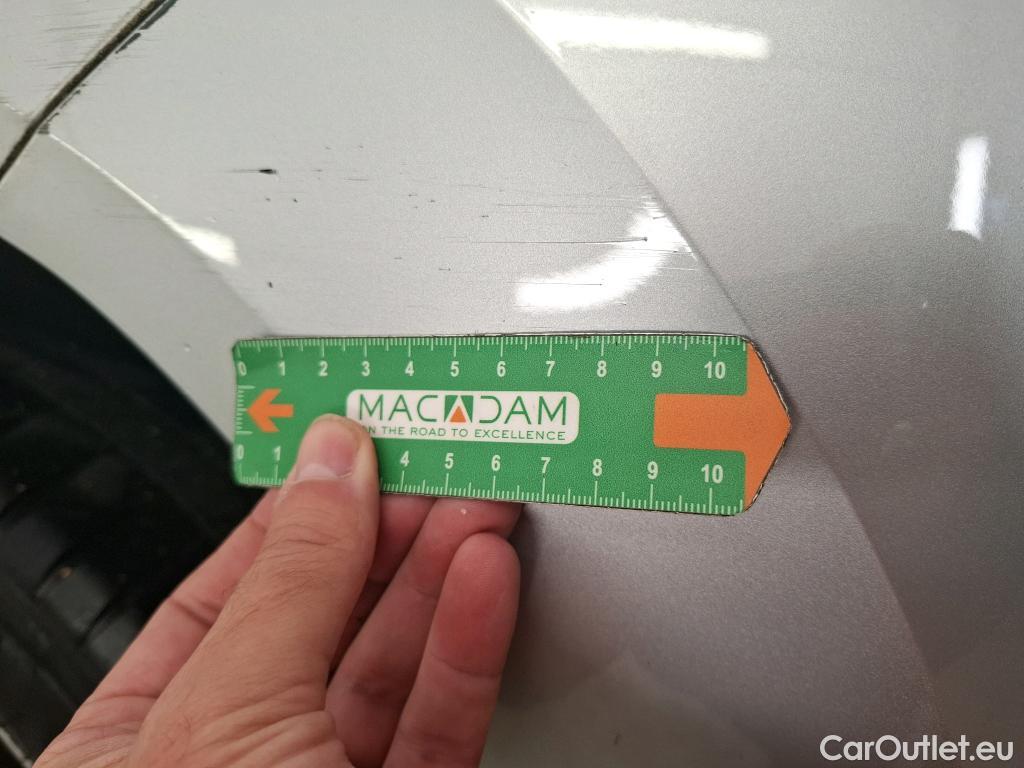 0 1 2 3 4 5 6 7 8 9 10
MACADAM
ON THE ROAD TO EXCELLENCE
0 1 4 5 6 7 8 9 10
CarOutlet.eu